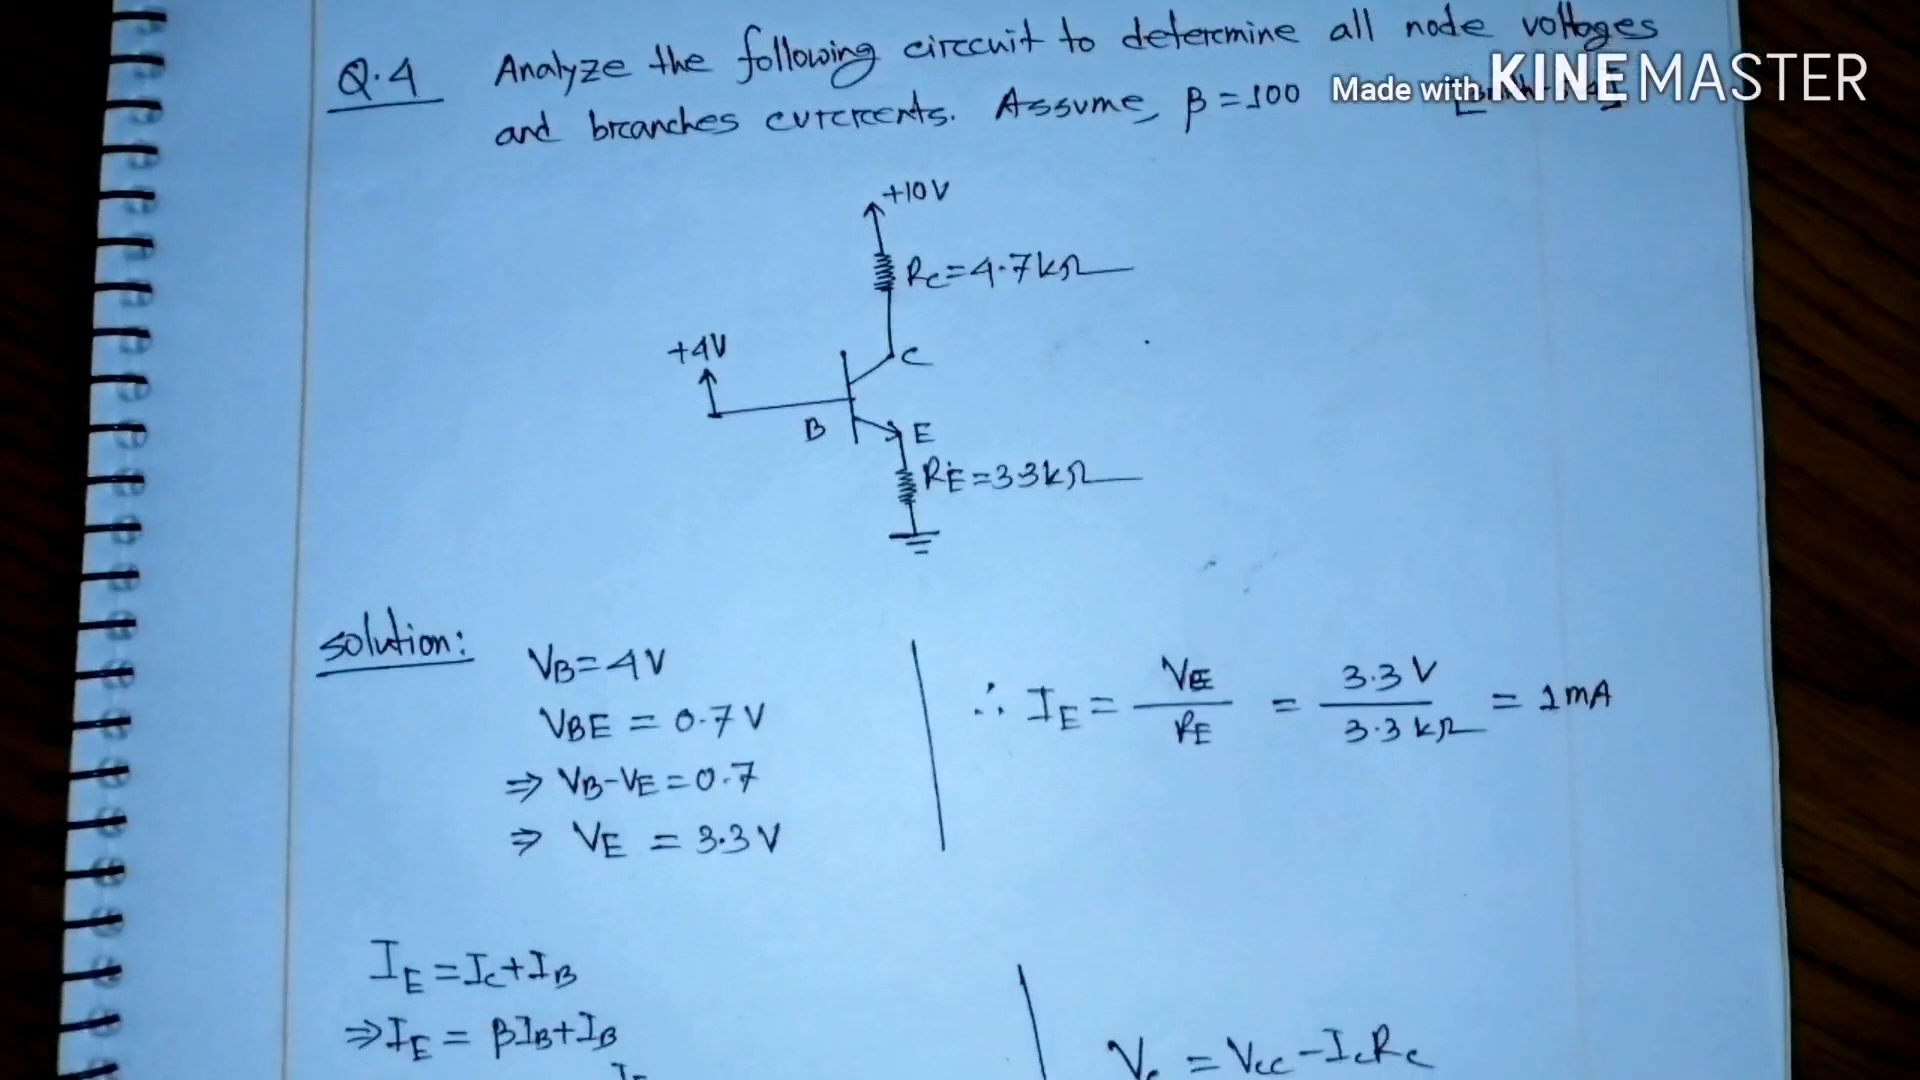 Q.4 Analyze the following circuit to determine all node voltages
Made with KINEMASTER
and branches currents. Assume, β = 100
+10V
Rc=4.7kΩ
+4V
C
B
E
RE=3.3kΩ
Solution:
VB=4V
VBE = 0.7V
⇒ VB-VE=0.7
⇒ VE = 3.3V
∴ IE = VE / RE = 3.3V / 3.3kΩ = 1mA
IE =Ic+IB
⇒IE = βIB+IB
Vc = Vcc - IcRc